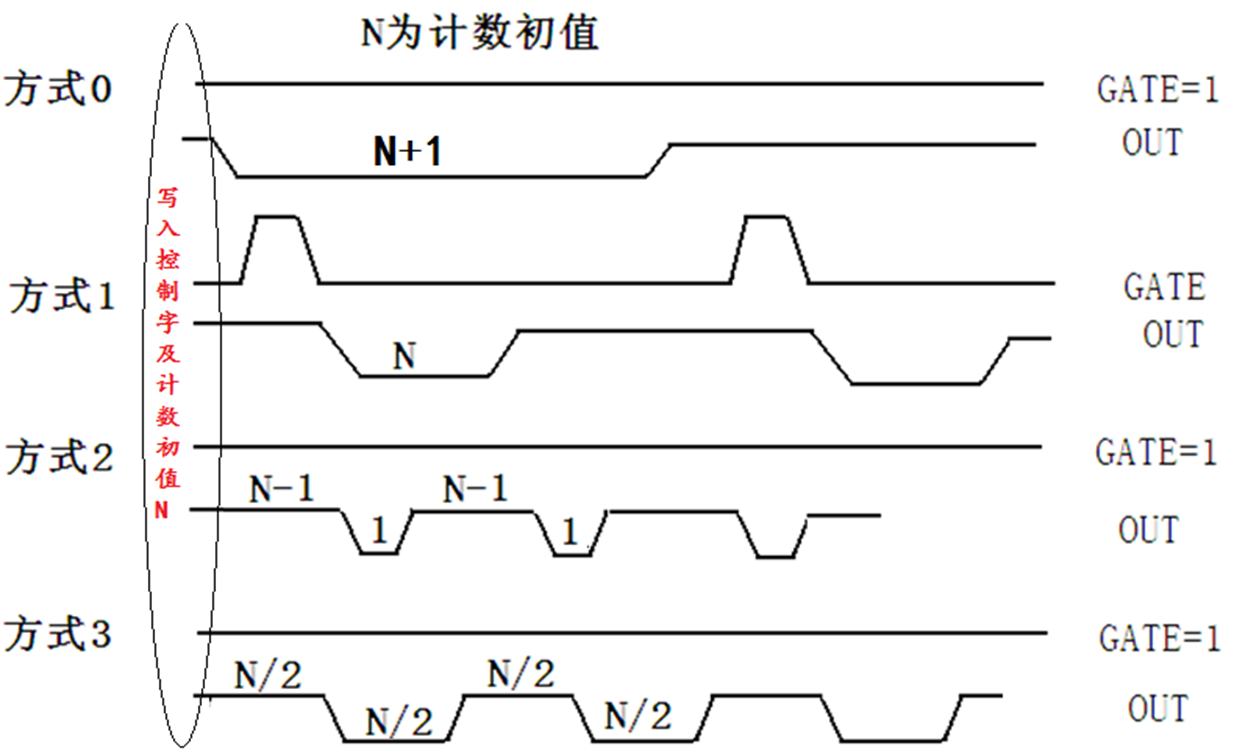 N为计数初值
方式0
GATE=1
N+1
OUT
写入控制字及计数初值N
方式1
GATE
OUT
N
方式2
GATE=1
N-1
N-1
1
1
OUT
方式3
GATE=1
N/2
N/2
N/2
N/2
OUT